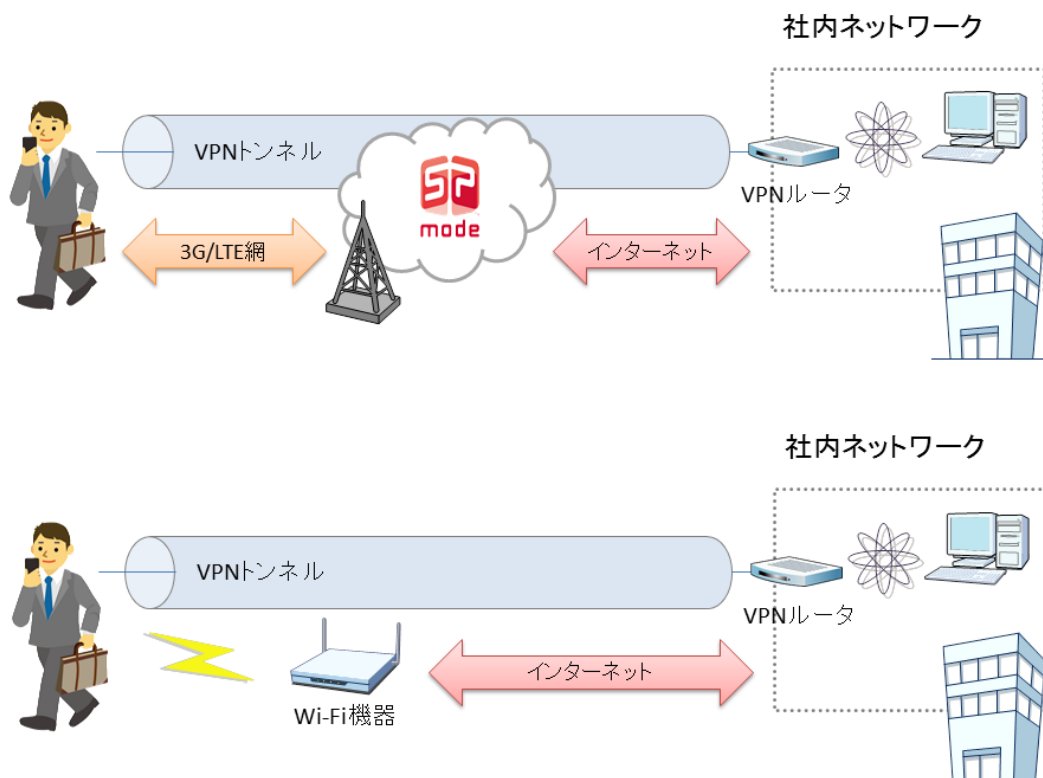 社内ネットワーク
VPNトンネル
sp
mode
VPNルータ
3G/LTE網
インターネット
社内ネットワーク
VPNトンネル
VPNルータ
インターネット
Wi-Fi機器